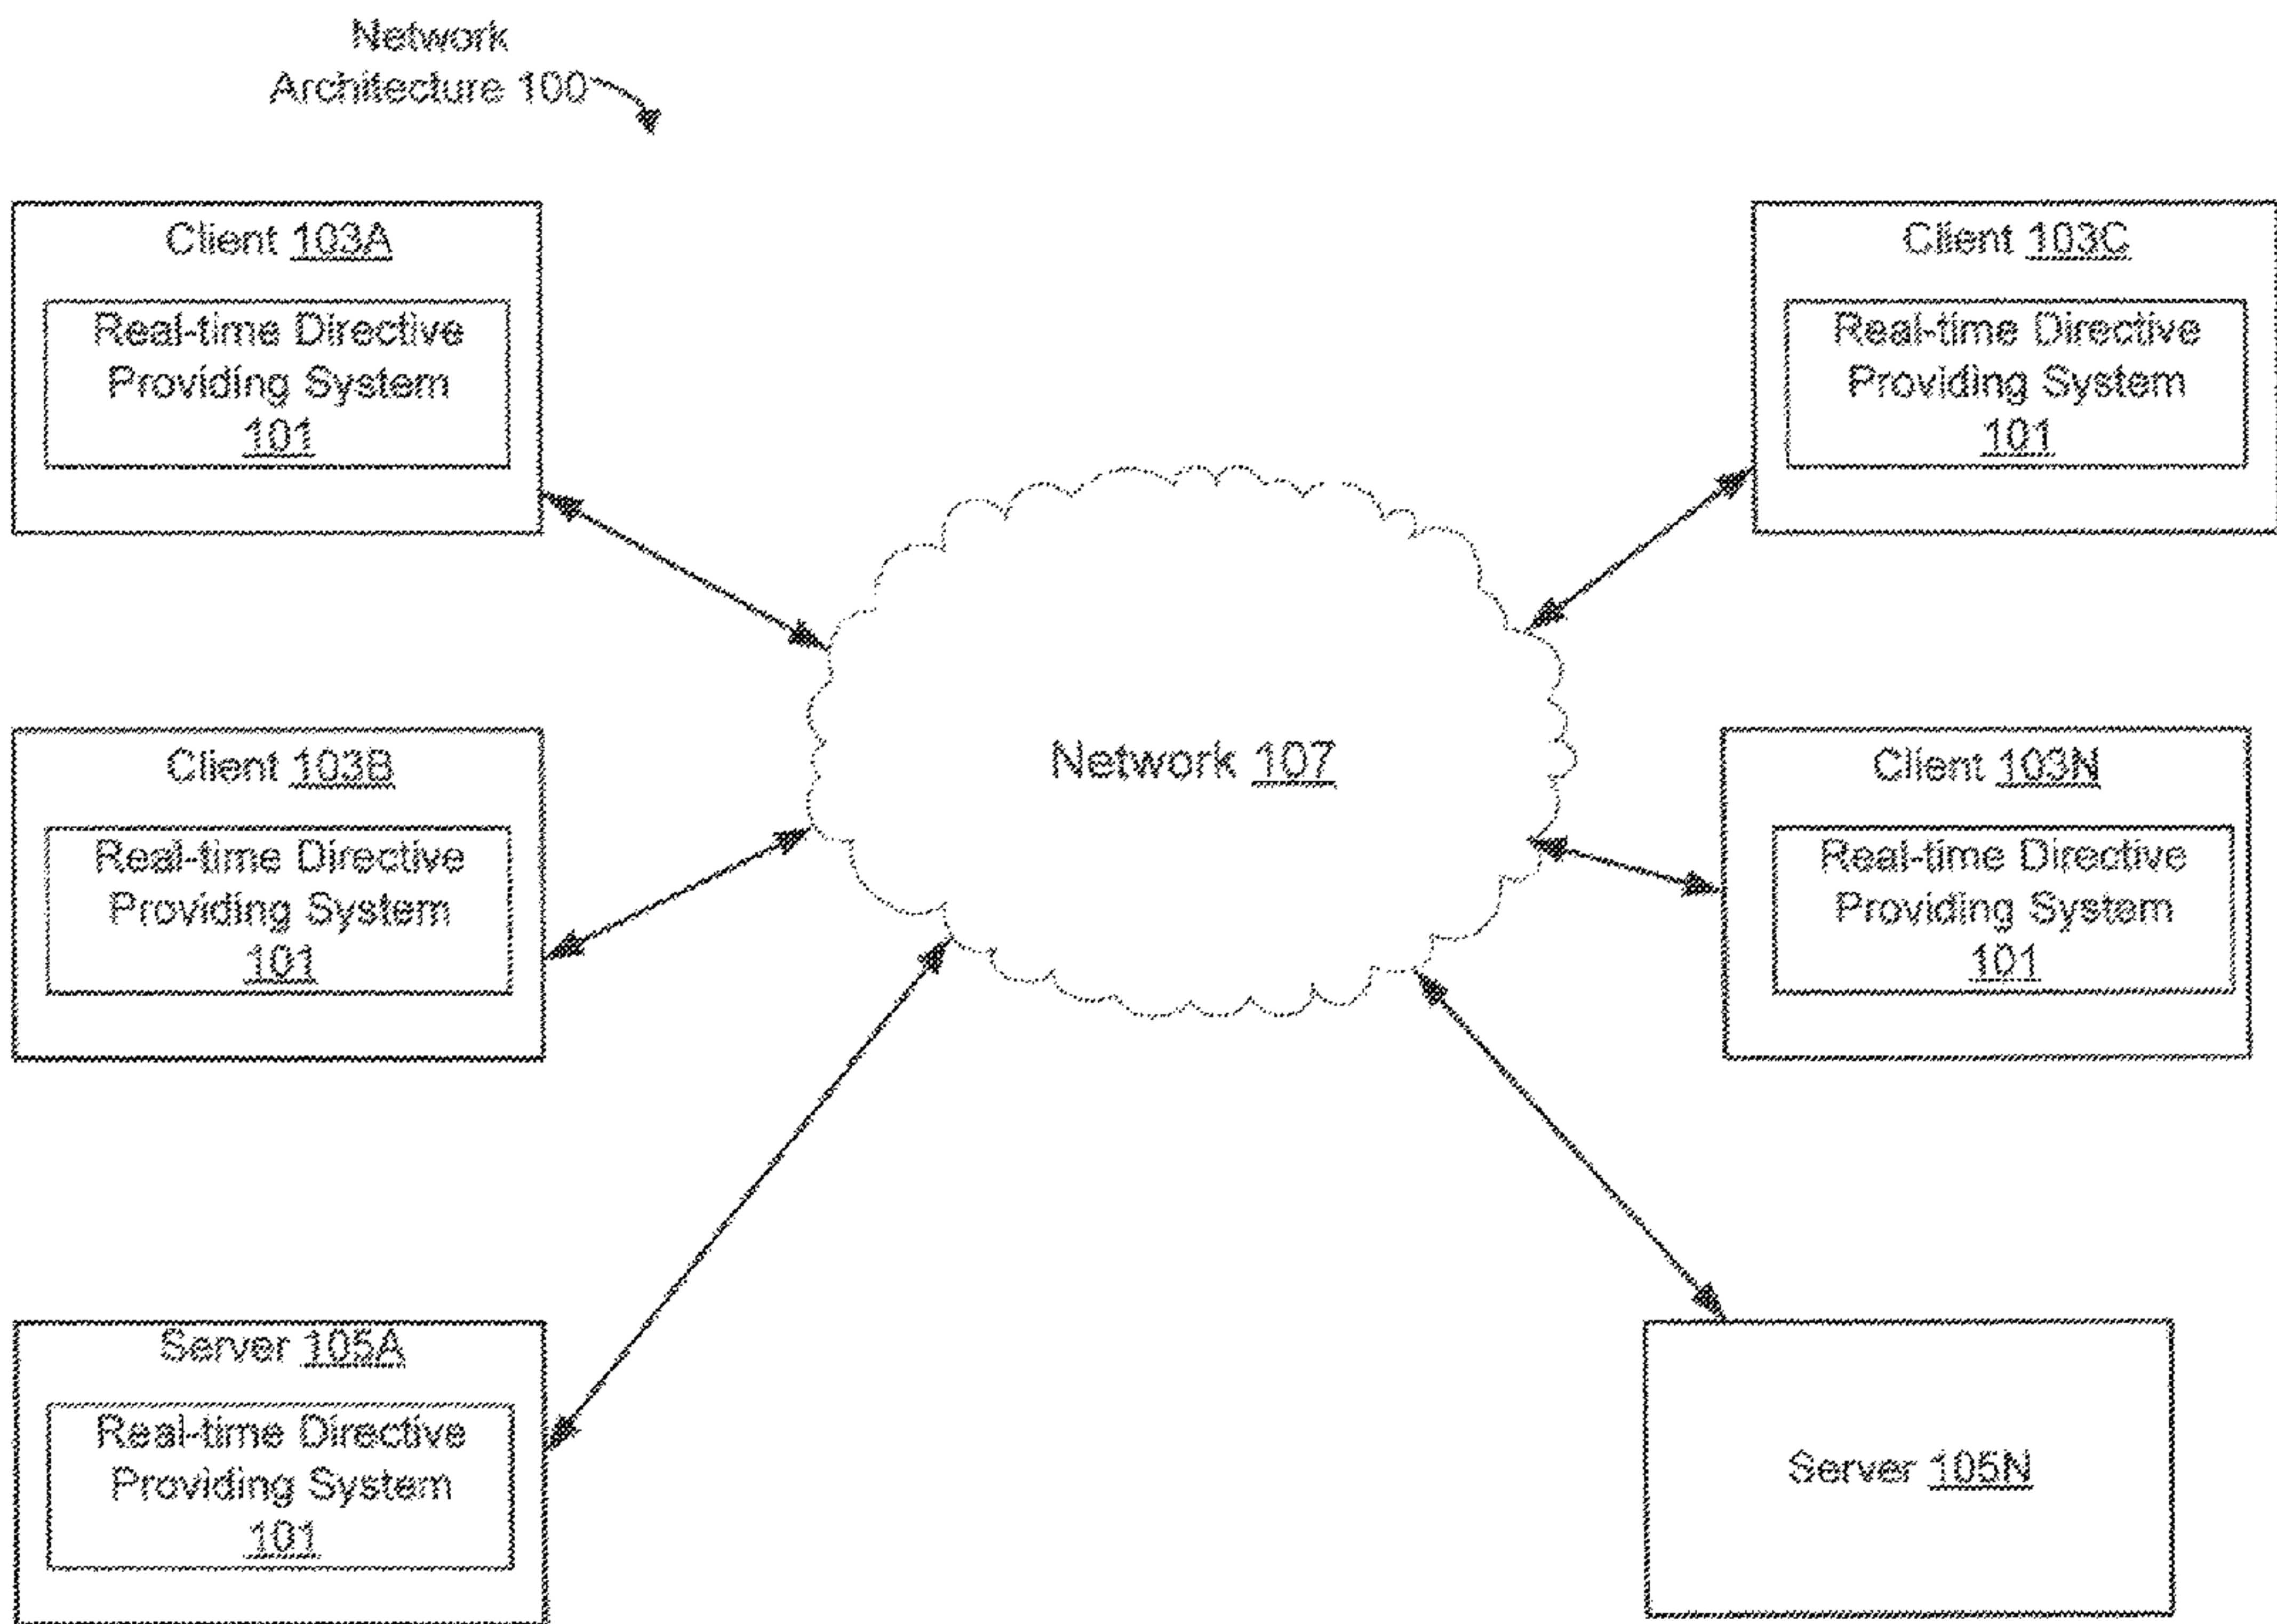 Network
Architecture 100
Client 103A
Real-time Directive
Providing System
101
Client 103C
Real-time Directive
Providing System
101
Network 107
Client 103B
Real-time Directive
Providing System
101
Client 103N
Real-time Directive
Providing System
101
Server 105A
Real-time Directive
Providing System
101
Server 105N